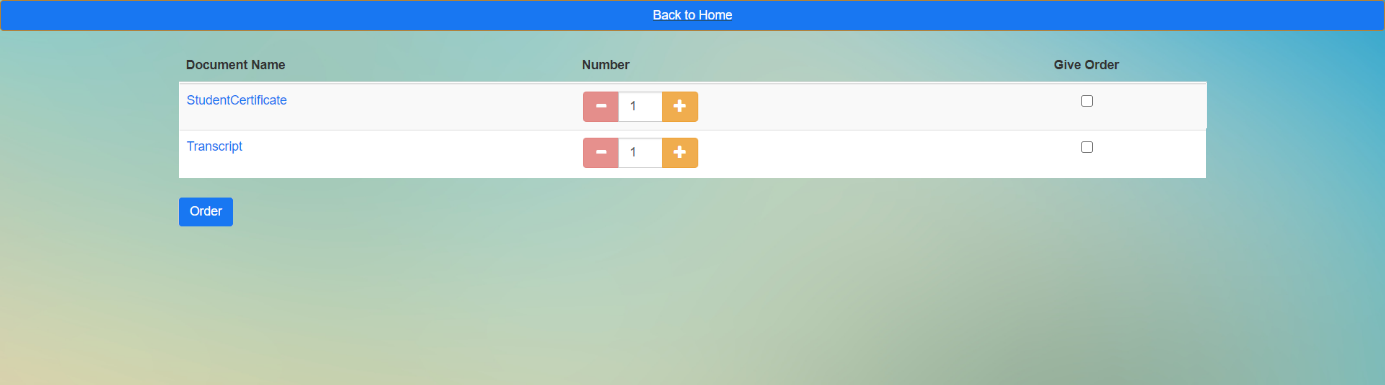 Back to Home
Document Name Number Give Order
StudentCertificate 1
Transcript 1
Order